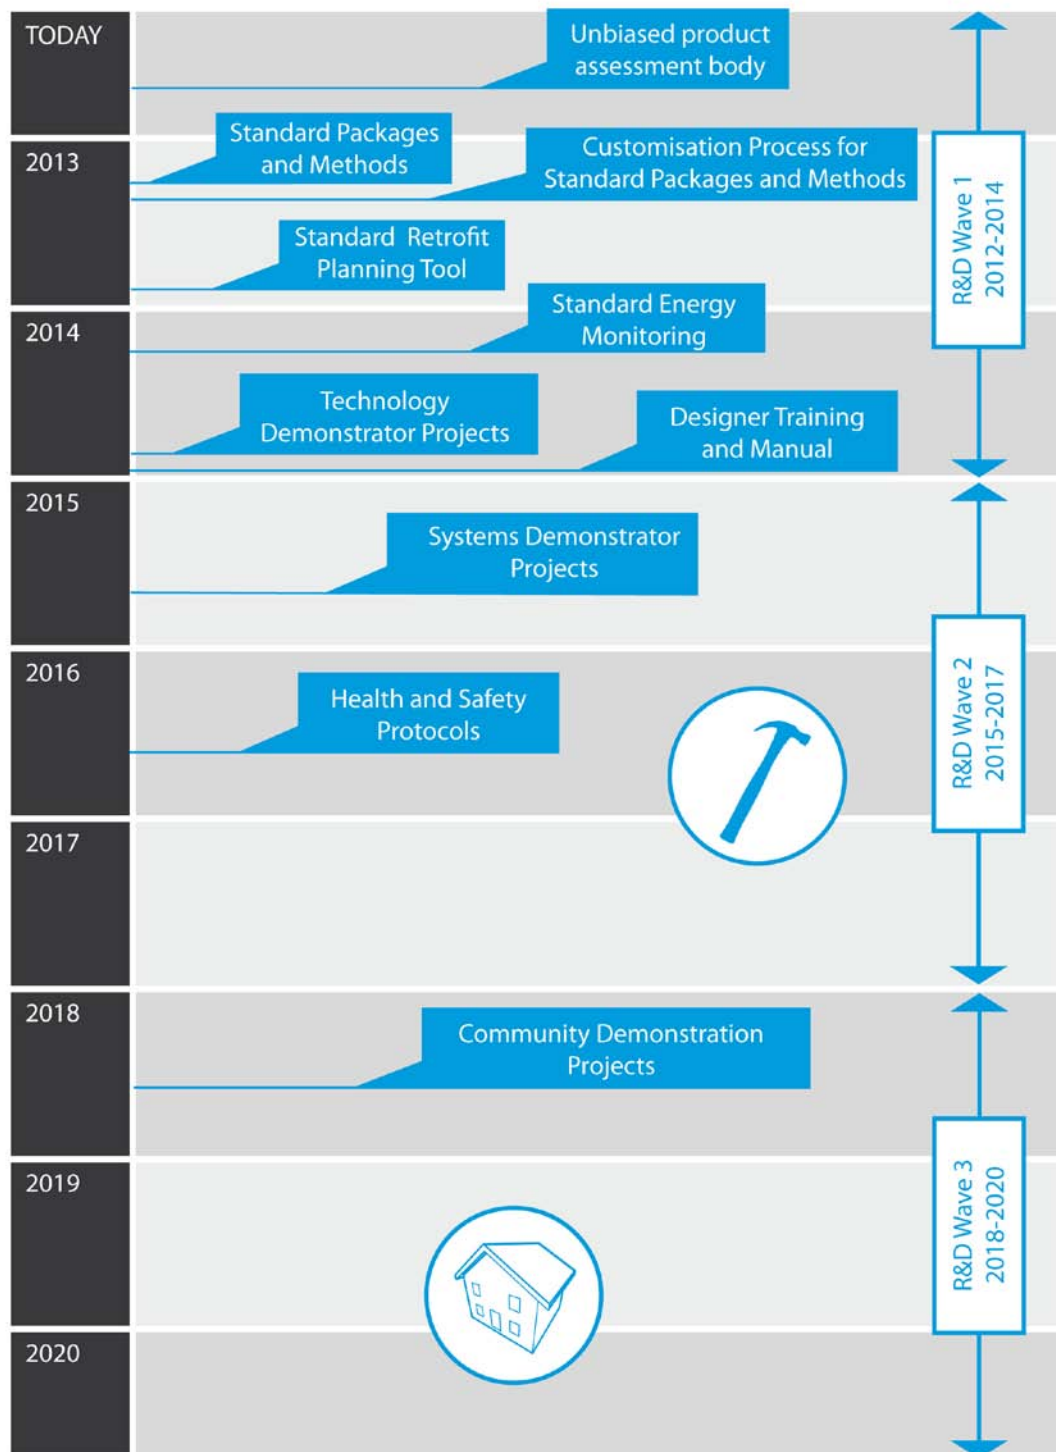 TODAY
Unbiased product
assessment body
2013
Standard Packages
and Methods
Customisation Process for
Standard Packages and Methods
Standard Retrofit
Planning Tool
R&D Wave 1
2012-2014
2014
Standard Energy
Monitoring
Technology
Demonstrator Projects
Designer Training
and Manual
2015
Systems Demonstrator
Projects
2016
Health and Safety
Protocols
R&D Wave 2
2015-2017
2017
2018
Community Demonstration
Projects
2019
R&D Wave 3
2018-2020
2020